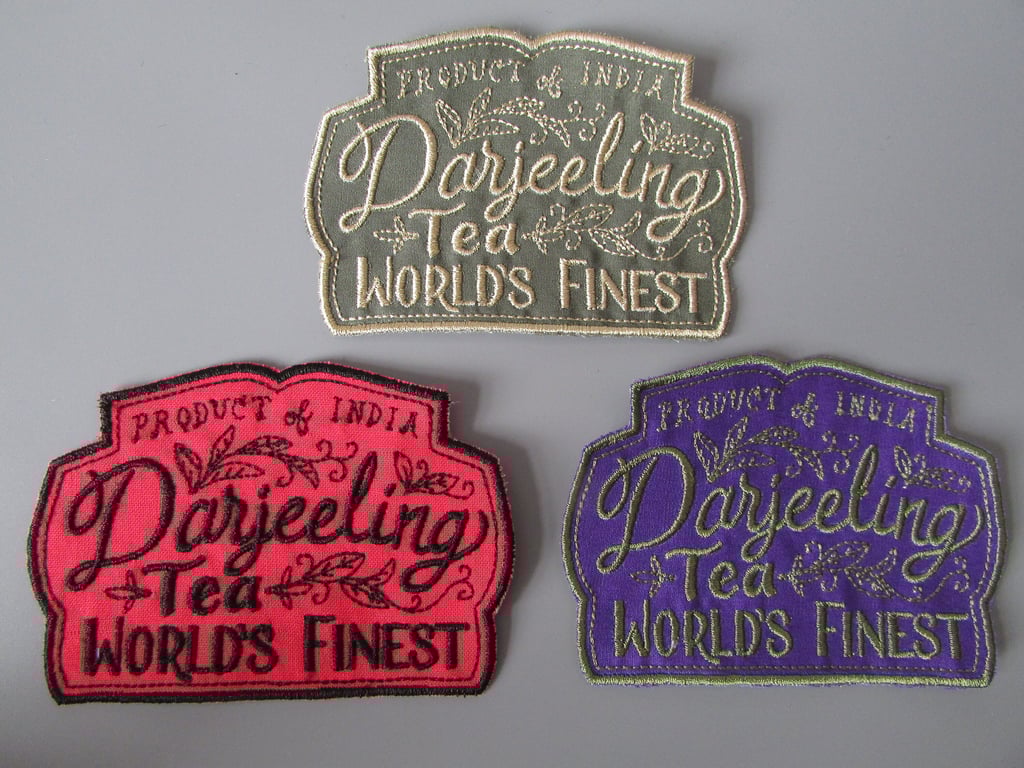 PRODUCT of INDIA
Darjeeling
Tea
WORLD'S FINEST
PRODUCT of INDIA
Darjeeling
Tea
WORLD'S FINEST
PRODUCT of INDIA
Darjeeling
Tea
WORLD'S FINEST